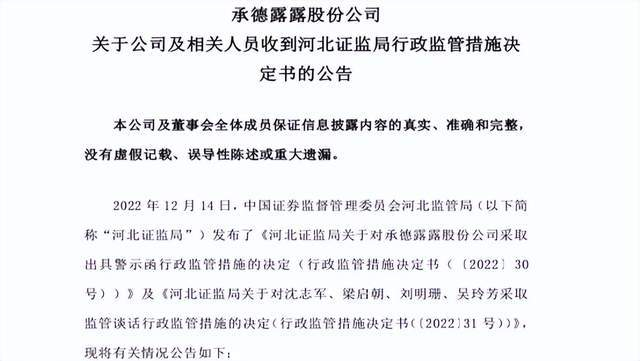 承德露露股份公司
关于公司及相关人员收到河北证监局行政监管措施决
定书的公告
本公司及董事会全体成员保证信息披露内容的真实、准确和完整，
没有虚假记载、误导性陈述或重大遗漏。
2022 年 12 月 14 日，中国证券监督管理委员会河北监管局（以下简
称“河北证监局”）发布了《河北证监局关于对承德露露股份公司采取
出具警示函行政监管措施的决定（行政监管措施决定书（〔2022〕30
号））》及《河北证监局关于对沈志军、梁启朝、刘明珊、吴玲芳采取
监管谈话行政监管措施的决定（行政监管措施决定书（〔2022〕31 号））》，
现将有关情况公告如下：